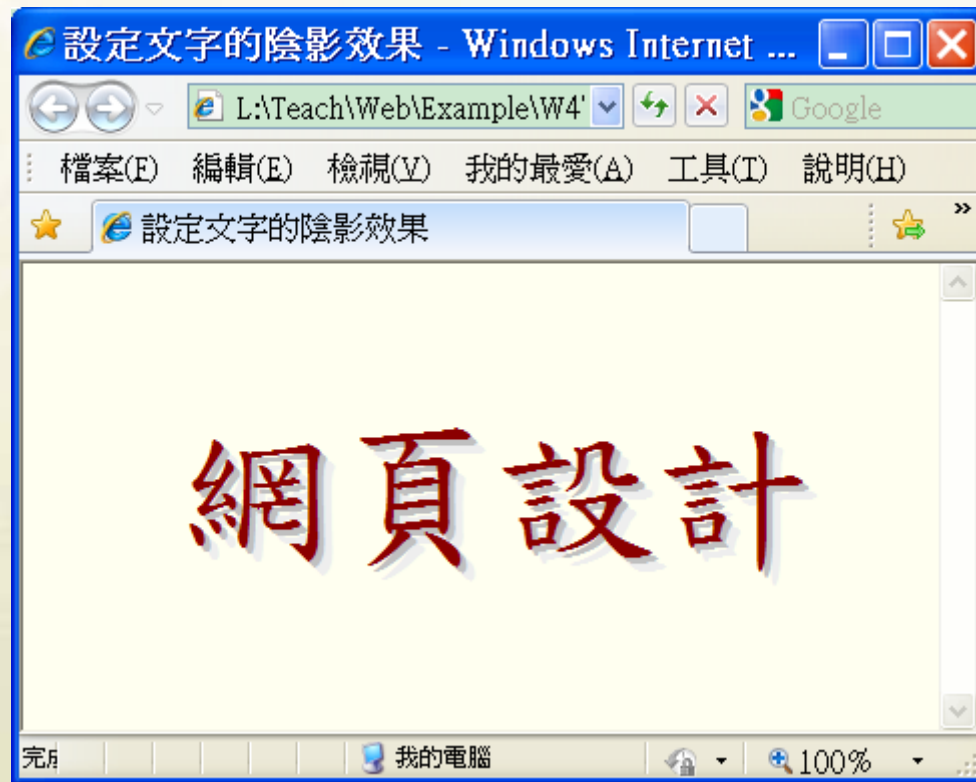 設定文字的陰影效果 - Windows Internet ...
L:\Teach\Web\Example\W4' Google
檔案(F) 編輯(E) 檢視(V) 我的最愛(A) 工具(T) 說明(H)
設定文字的陰影效果 »
網頁設計
我的電腦 100%